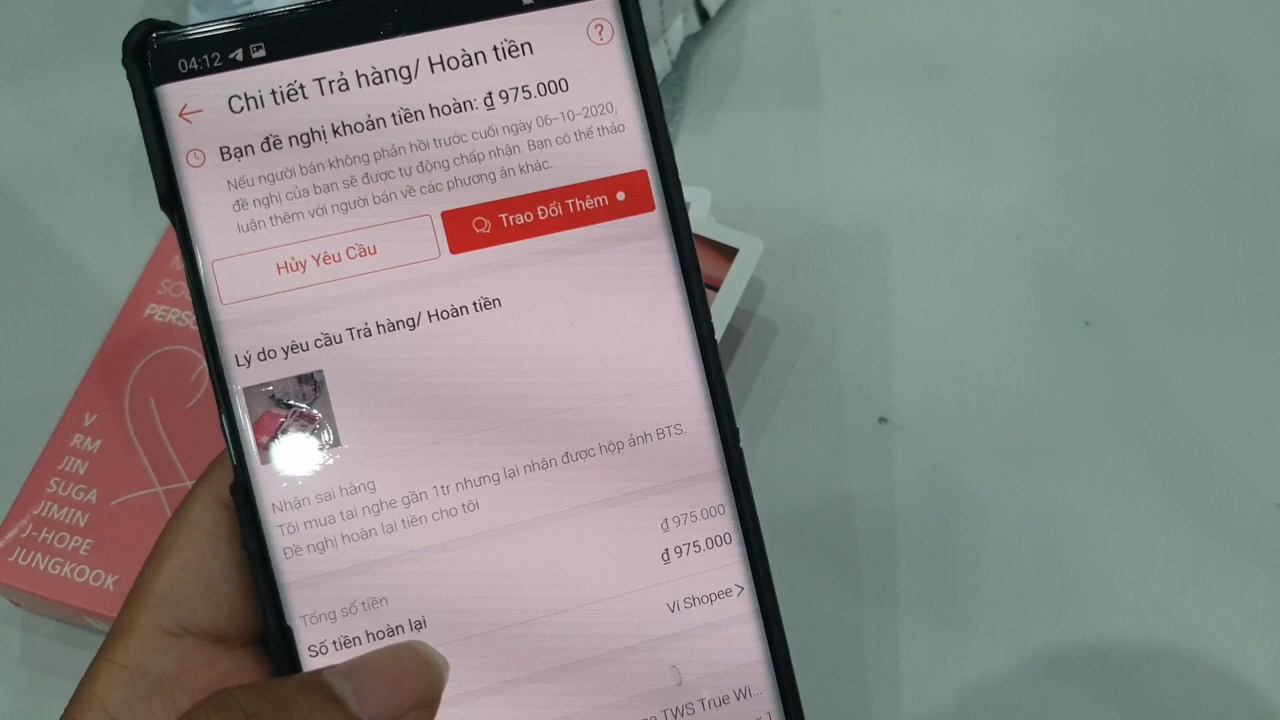 04:12
Chi tiết Trả hàng/ Hoàn tiền
?
Bạn đề nghị khoản tiền hoàn: ₫ 975.000
Nếu người bán không phản hồi trước cuối ngày 06-10-2020,
đề nghị của bạn sẽ được tự động chấp nhận. Bạn có thể thảo
luận thêm với người bán về các phương án khác.
Hủy Yêu Cầu
Trao Đổi Thêm
Lý do yêu cầu Trả hàng/ Hoàn tiền
Nhận sai hàng
Tôi mua tai nghe gần 1tr nhưng lại nhận được hộp ảnh BTS.
Đề nghị hoàn lại tiền cho tôi
Tổng số tiền
₫ 975.000
Số tiền hoàn lại
₫ 975.000
Ví Shopee >
TWS True Wi...
PERSO
V
RM
JIN
SUGA
JIMIN
J-HOPE
JUNGKOOK